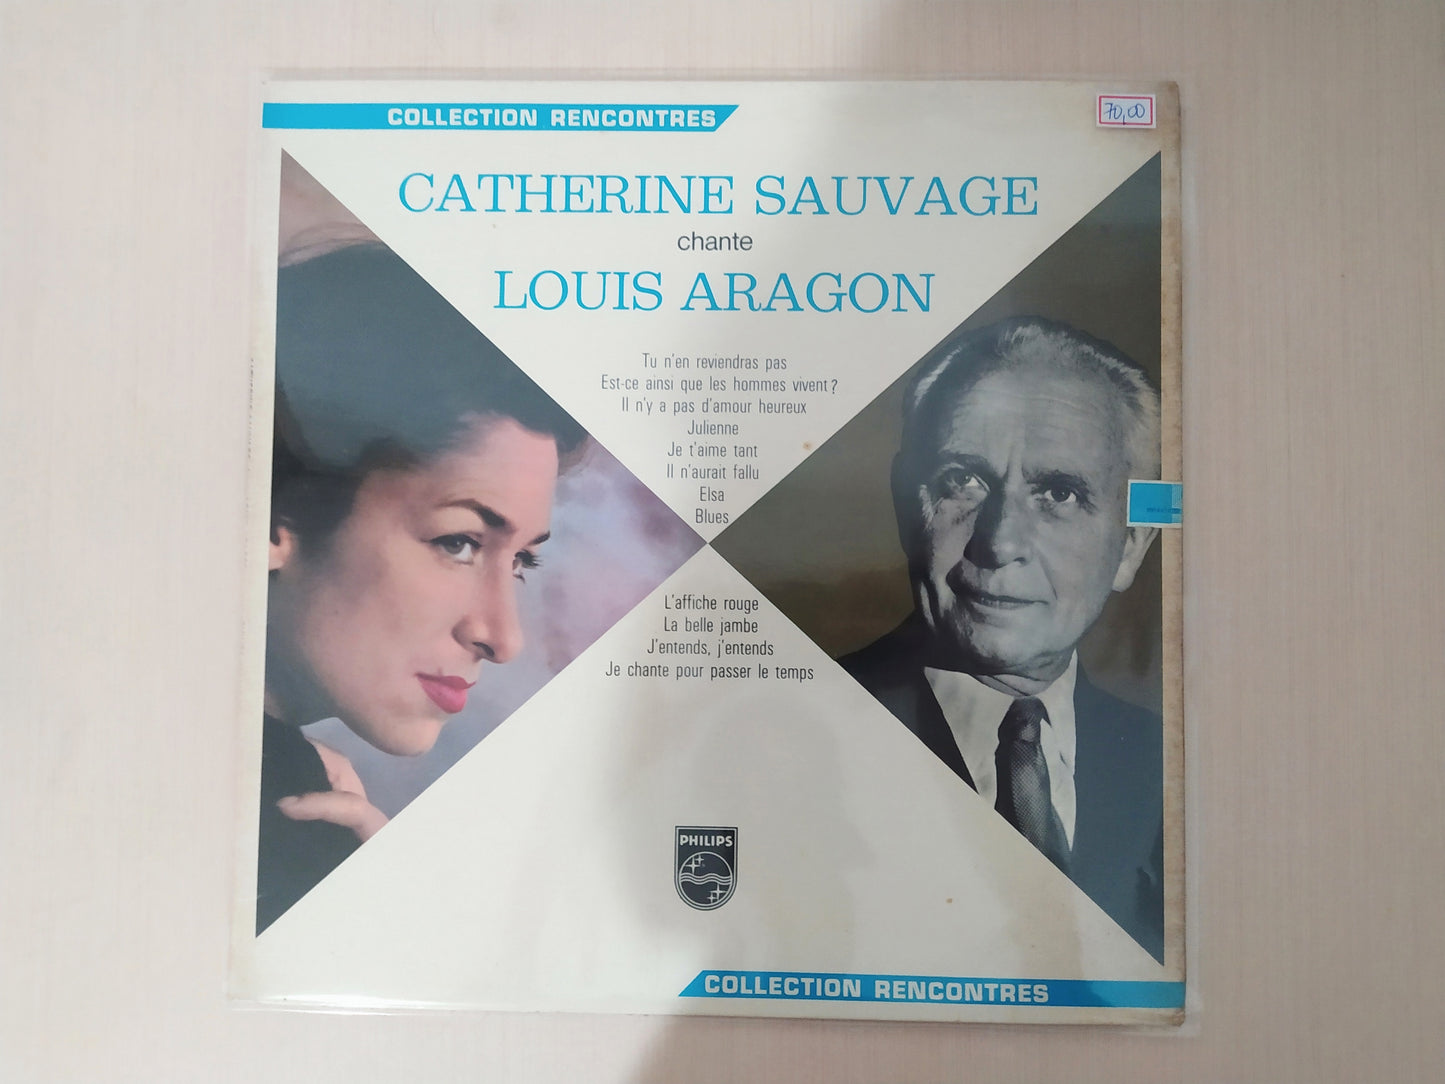 COLLECTION RENCONTRES
70,00
CATHERINE SAUVAGE
chante
LOUIS ARAGON
Tu n'en reviendras pas
Est-ce ainsi que les hommes vivent?
Il n'y a pas d'amour heureux
Julienne
Je t'aime tant
Il n'aurait fallu
Elsa
Blues
L'affiche rouge
La belle jambe
J'entends, j'entends
Je chante pour passer le temps
PHILIPS
COLLECTION RENCONTRES